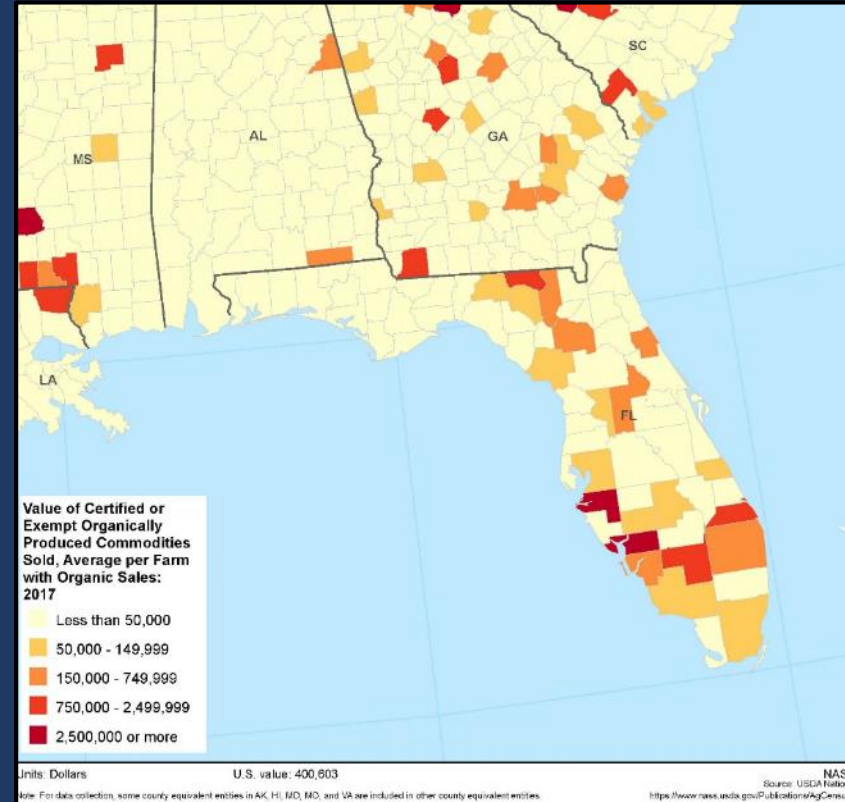 SC
AL
GA
MS
LA
FL
Value of Certified or
Exempt Organically
Produced Commodities
Sold, Average per Farm
with Organic Sales:
2017
Less than 50,000
50,000 - 149,999
150,000 - 749,999
750,000 - 2,499,999
2,500,000 or more
Units: Dollars U.S. value: 400,603 NAS
Source: USDA Natio
Note: For data collection, some county equivalent entities in AK, HI, MD, MO, and VA are included in other county equivalent entities. https://www.nass.usda.gov/Publications/AgCensu